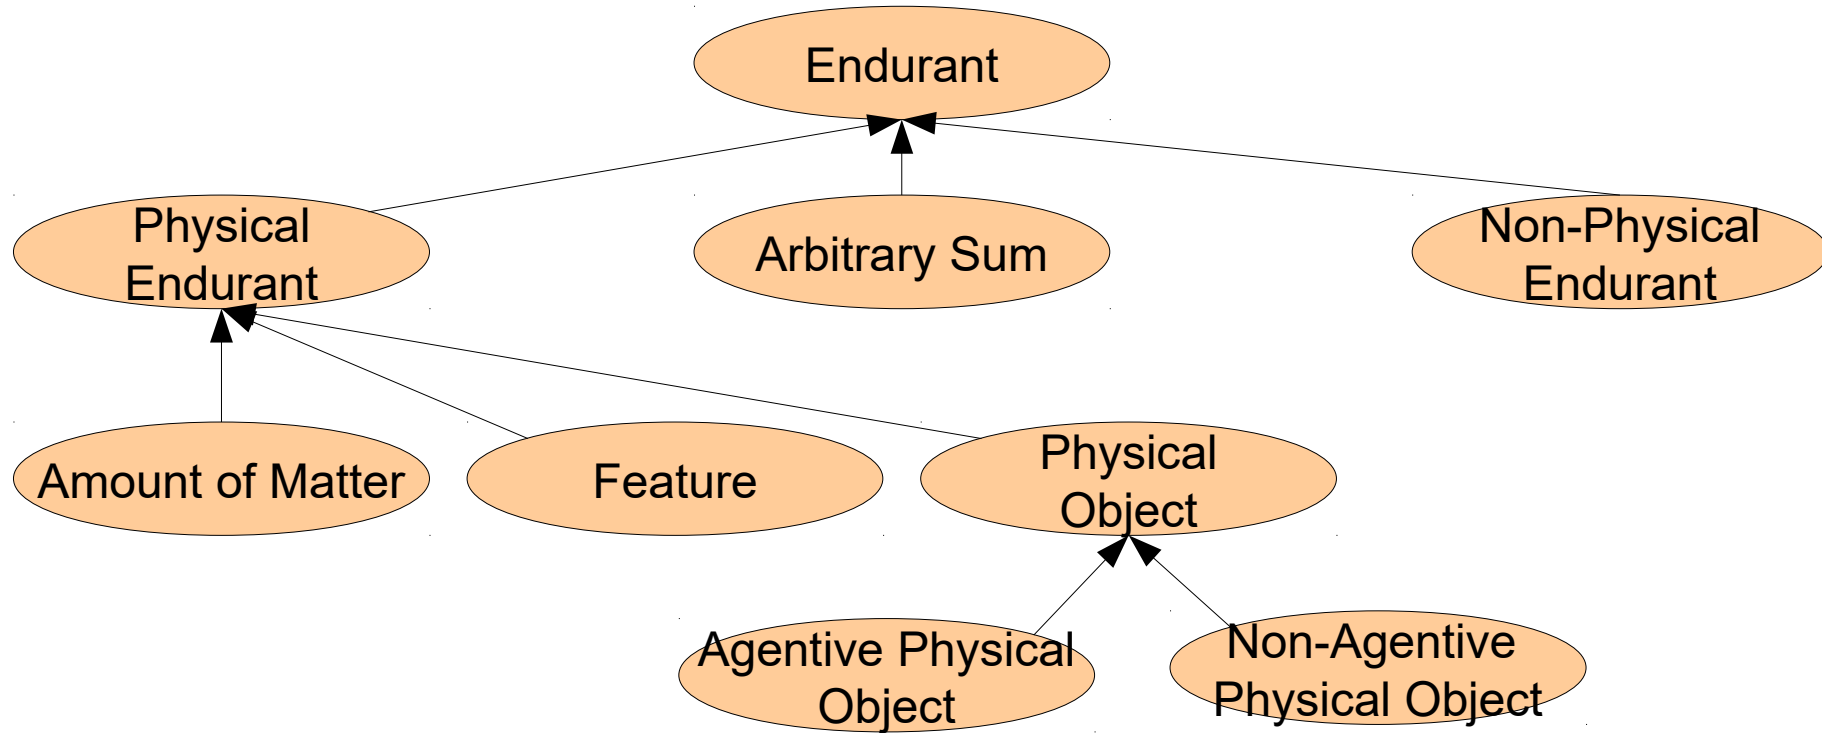 Endurant
Physical
Endurant
Arbitrary Sum
Non-Physical
Endurant
Amount of Matter
Feature
Physical
Object
Agentive Physical
Object
Non-Agentive
Physical Object